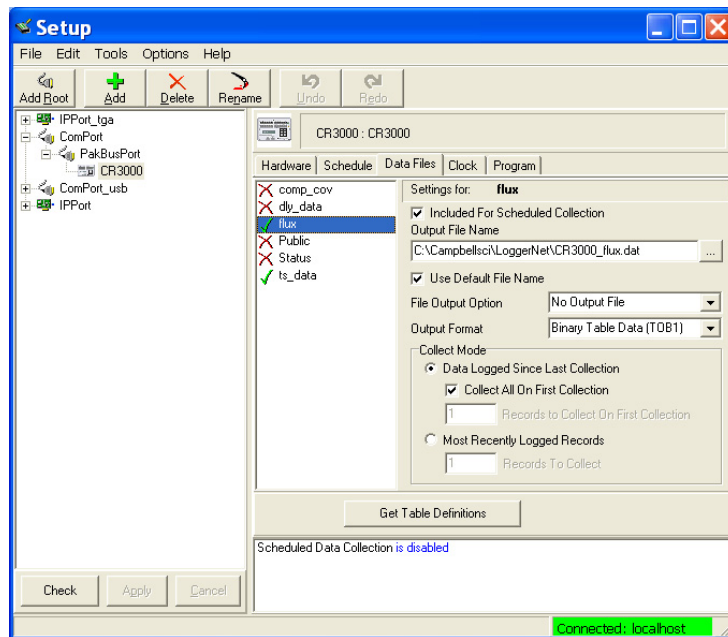 Setup
File Edit Tools Options Help
Add Root Add Delete Rename Undo Redo
IPPort_tga
ComPort
PakBusPort
CR3000
ComPort_usb
IPPort
CR3000 : CR3000
Hardware Schedule Data Files Clock Program
comp_cov
dly_data
flux
Public
Status
ts_data
Settings for: flux
Included For Scheduled Collection
Output File Name
C:\Campbellsci\LoggerNet\CR3000_flux.dat ...
Use Default File Name
File Output Option No Output File
Output Format Binary Table Data (TOB1)
Collect Mode
Data Logged Since Last Collection
Collect All On First Collection
1 Records to Collect On First Collection
Most Recently Logged Records
1 Records To Collect
Get Table Definitions
Scheduled Data Collection is disabled
Check Apply Cancel
Connected: localhost